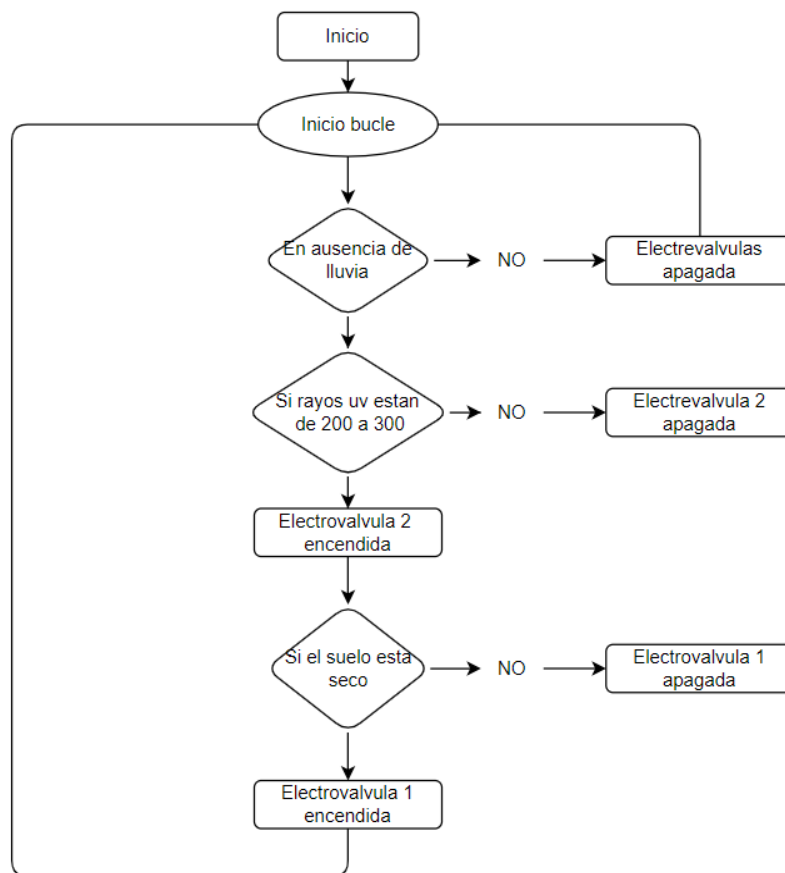 Inicio
Inicio bucle
En ausencia de
lluvia
NO
Electrevalvulas
apagada
Si rayos uv estan
de 200 a 300
NO
Electrevalvula 2
apagada
Electrovalvula 2
encendida
Si el suelo esta
seco
NO
Electrovalvula 1
apagada
Electrovalvula 1
encendida